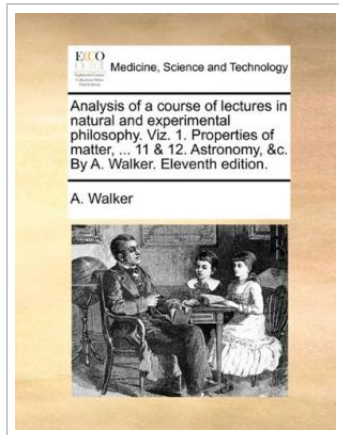 ECCO
Medicine, Science and Technology
Analysis of a course of lectures in
natural and experimental
philosophy. Viz. 1. Properties of
matter, ... 11 & 12. Astronomy, &c.
By A. Walker. Eleventh edition.
A. Walker